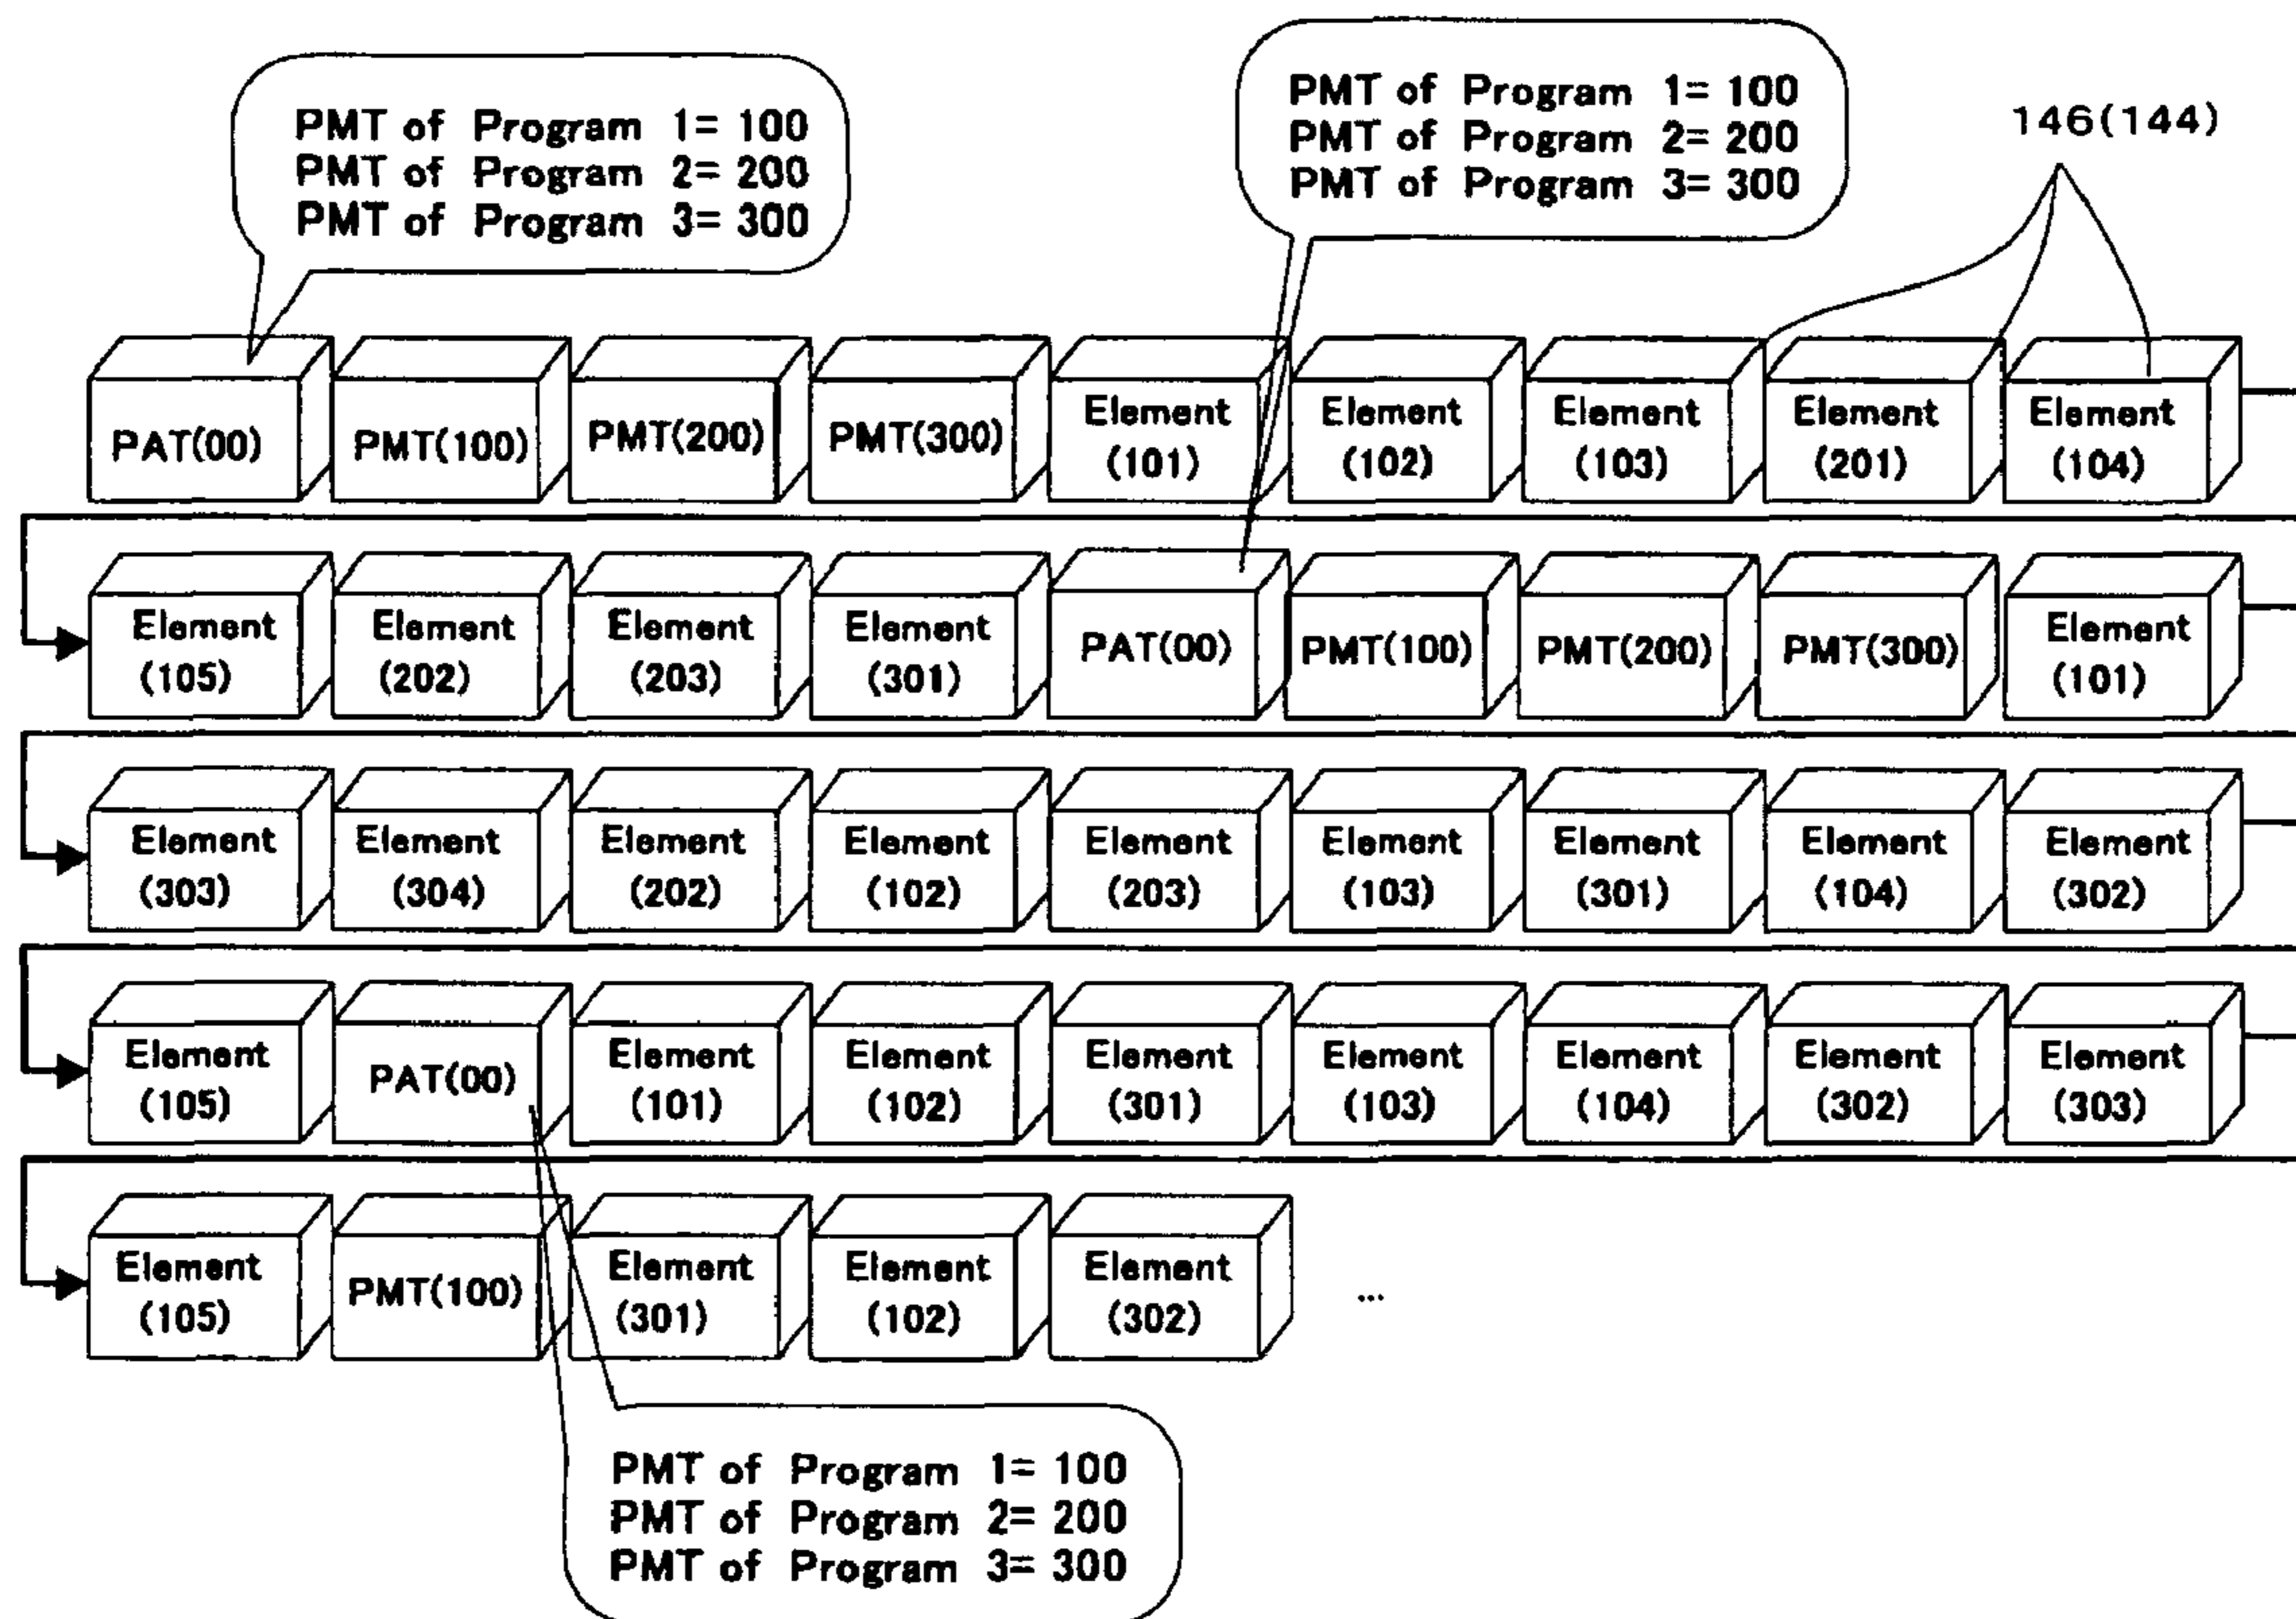 PMT of Program 1= 100
PMT of Program 2= 200
PMT of Program 3= 300
PMT of Program 1= 100
PMT of Program 2= 200
PMT of Program 3= 300
146(144)
PAT(00)
PMT(100)
PMT(200)
PMT(300)
Element
(101)
Element
(102)
Element
(103)
Element
(201)
Element
(104)
Element
(105)
Element
(202)
Element
(203)
Element
(301)
PAT(00)
PMT(100)
PMT(200)
PMT(300)
Element
(101)
Element
(303)
Element
(304)
Element
(202)
Element
(102)
Element
(203)
Element
(103)
Element
(301)
Element
(104)
Element
(302)
Element
(105)
PAT(00)
Element
(101)
Element
(102)
Element
(301)
Element
(103)
Element
(104)
Element
(302)
Element
(303)
Element
(105)
PMT(100)
Element
(301)
Element
(102)
Element
(302)
...
PMT of Program 1= 100
PMT of Program 2= 200
PMT of Program 3= 300